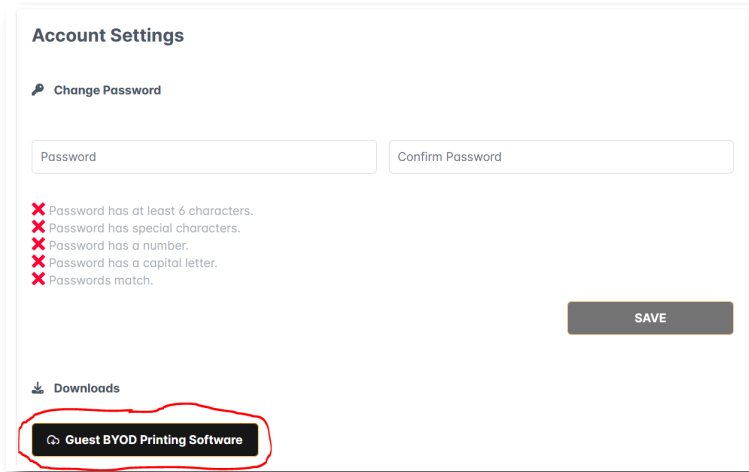 Account Settings
Change Password
Password
Confirm Password
Password has at least 6 characters.
Password has special characters.
Password has a number.
Password has a capital letter.
Passwords match.
SAVE
Downloads
Guest BYOD Printing Software